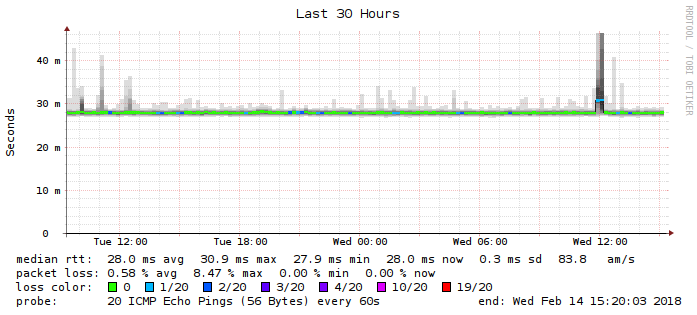 Last 30 Hours
RRDTOOL / TOBI OETIKER
Seconds
40 m
30 m
20 m
10 m
0
Tue 12:00 Tue 18:00 Wed 00:00 Wed 06:00 Wed 12:00
median rtt: 28.0 ms avg 30.9 ms max 27.9 ms min 28.0 ms now 0.3 ms sd 83.8 am/s
packet loss: 0.58 % avg 8.47 % max 0.00 % min 0.00 % now
loss color: 0 1/20 2/20 3/20 4/20 10/20 19/20
probe: 20 ICMP Echo Pings (56 Bytes) every 60s end: Wed Feb 14 15:20:03 2018